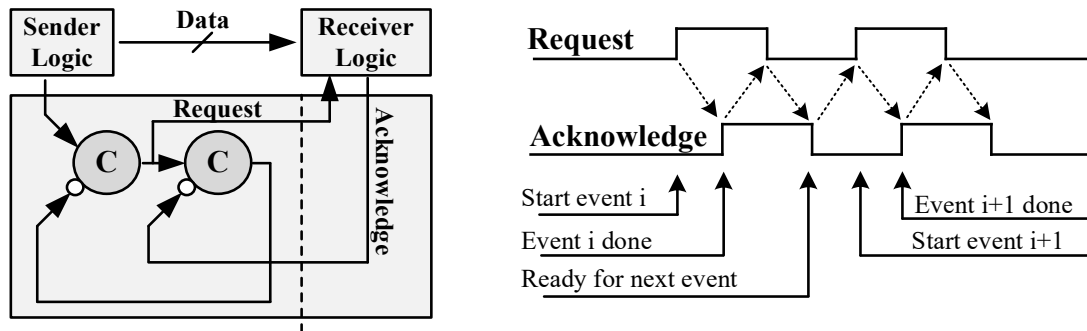 Sender
Logic
Data
Receiver
Logic
Request
Acknowledge
C
C
Request
Acknowledge
Start event i
Event i done
Ready for next event
Event i+1 done
Start event i+1